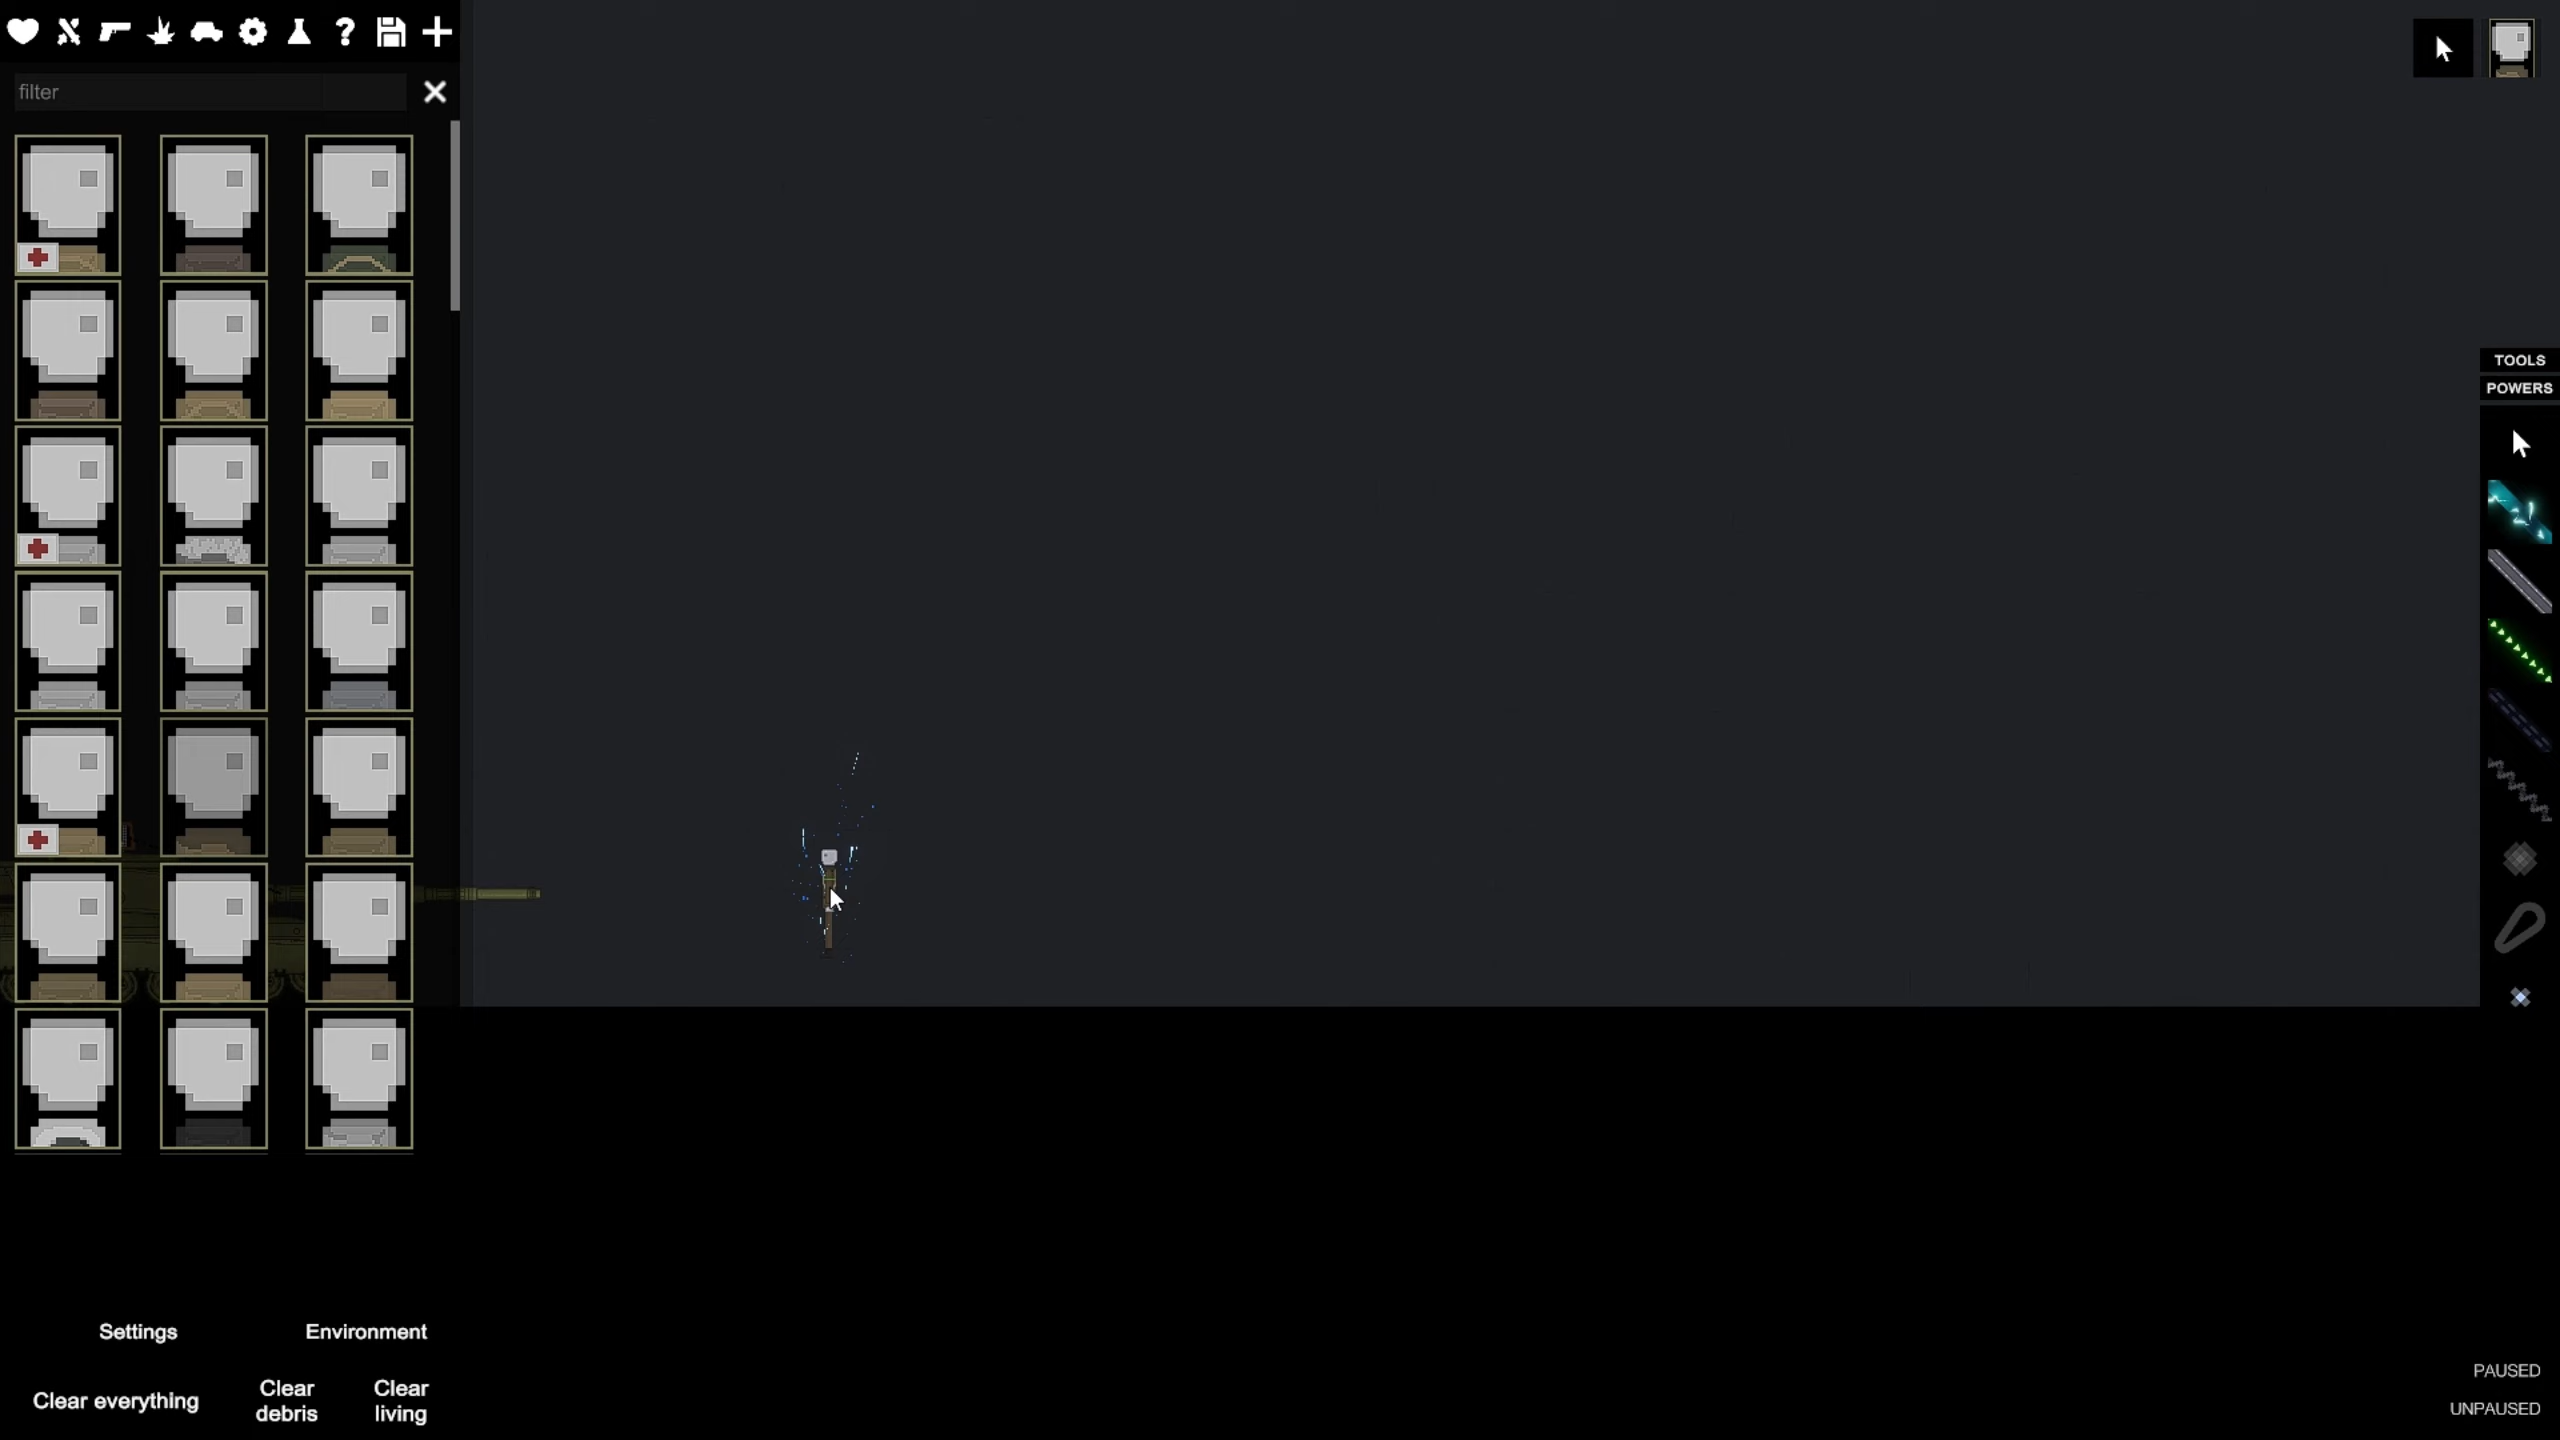 filter
TOOLS
POWERS
Settings
Environment
Clear everything
Clear
debris
Clear
living
PAUSED
UNPAUSED